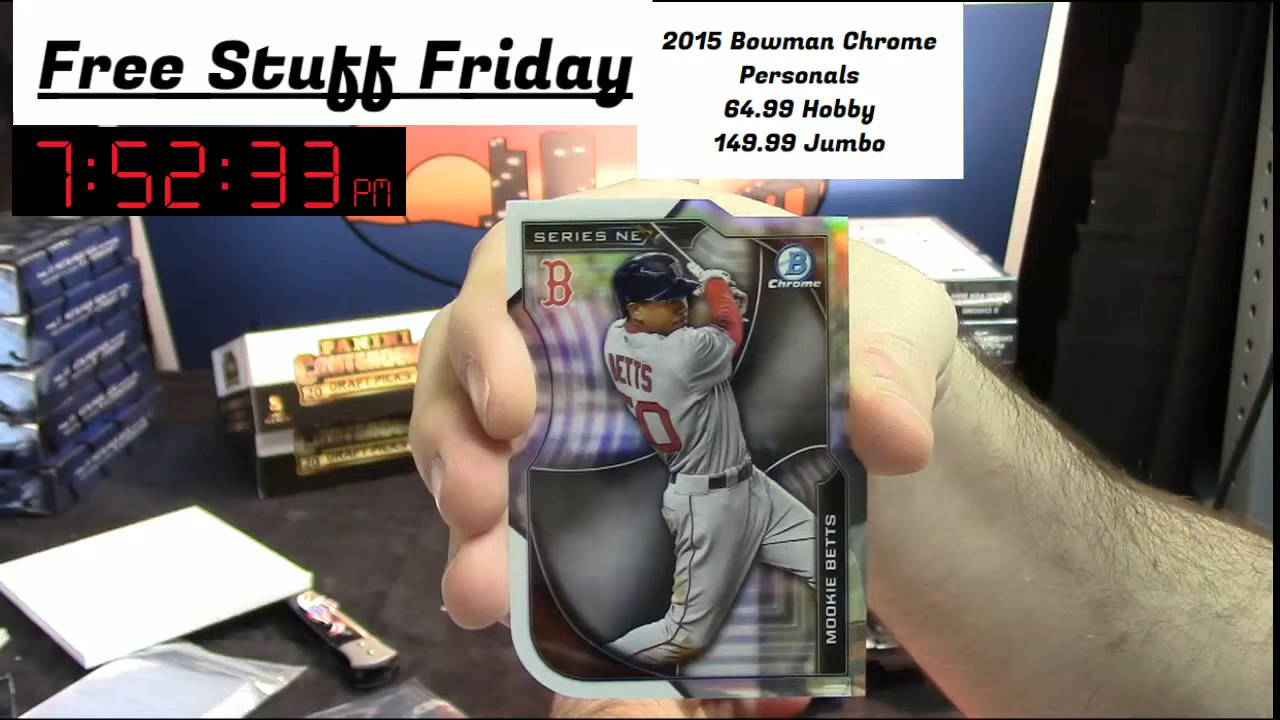 Free Stuff Friday
2015 Bowman Chrome
Personals
64.99 Hobby
149.99 Jumbo
7:52:33 PM
SERIES NE
B
B
Chrome
BETTS
50
MOOKIE BETTS
PANINI
CONTENDERS
DRAFT PICKS
DRAFT PICKS